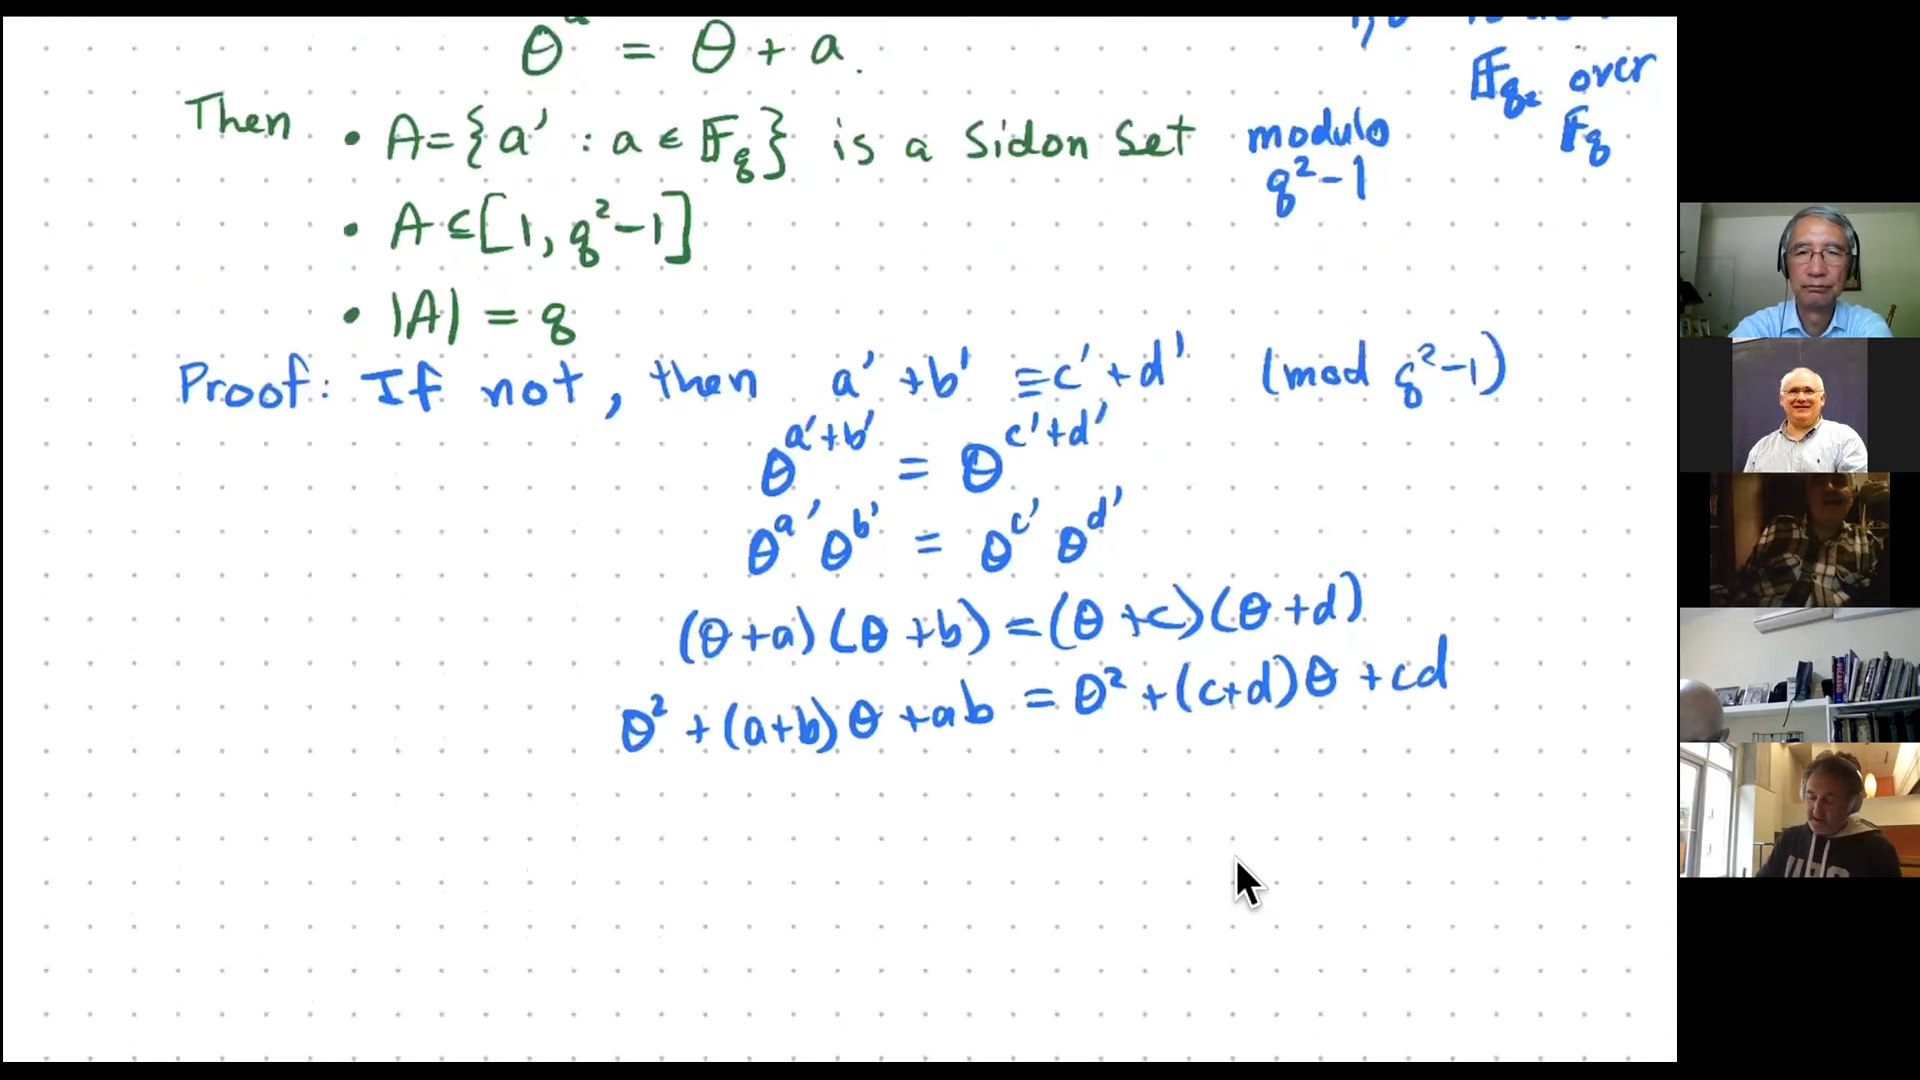 θ = θ + a.
F_q² over
F_q
Then • A={a' : a ∈ F_q} is a Sidon Set modulo
q²-1
• A ⊆ [1, q²-1]
• |A| = q
Proof: If not, then a' + b' ≡ c' + d' (mod q²-1)
θ^(a'+b') = θ^(c'+d')
θ^a' θ^b' = θ^c' θ^d'
(θ+a)(θ+b)=(θ+c)(θ+d)
θ² + (a+b)θ + ab = θ² + (c+d)θ + cd